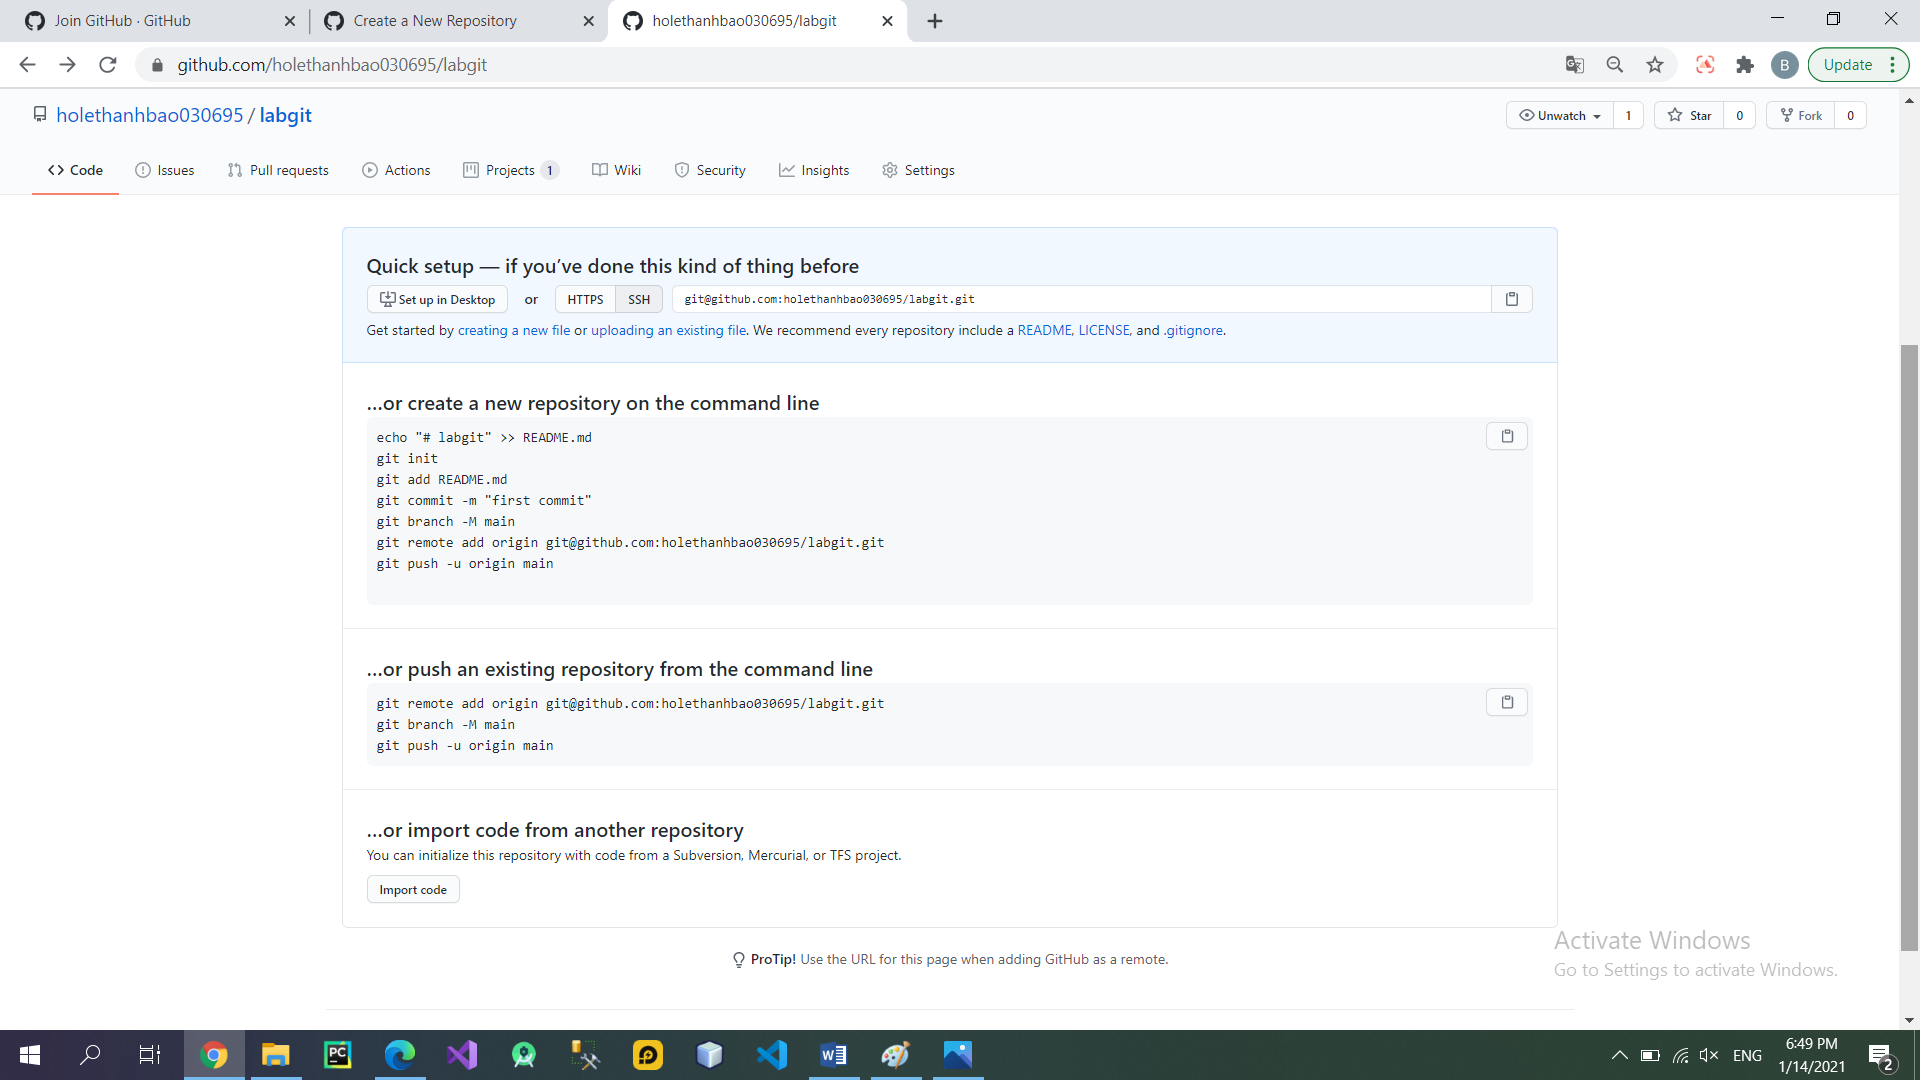 Join GitHub · GitHub
Create a New Repository
holethanhbao030695/labgit
github.com/holethanhbao030695/labgit
B
Update
holethanhbao030695 / labgit
Unwatch 1
Star 0
Fork 0
Code
Issues
Pull requests
Actions
Projects 1
Wiki
Security
Insights
Settings
Quick setup — if you’ve done this kind of thing before
Set up in Desktop or HTTPS SSH git@github.com:holethanhbao030695/labgit.git
Get started by creating a new file or uploading an existing file. We recommend every repository include a README, LICENSE, and .gitignore.
…or create a new repository on the command line
echo "# labgit" >> README.md
git init
git add README.md
git commit -m "first commit"
git branch -M main
git remote add origin git@github.com:holethanhbao030695/labgit.git
git push -u origin main
…or push an existing repository from the command line
git remote add origin git@github.com:holethanhbao030695/labgit.git
git branch -M main
git push -u origin main
…or import code from another repository
You can initialize this repository with code from a Subversion, Mercurial, or TFS project.
Import code
ProTip! Use the URL for this page when adding GitHub as a remote.
Activate Windows
Go to Settings to activate Windows.
PC
ENG
6:49 PM
1/14/2021
2